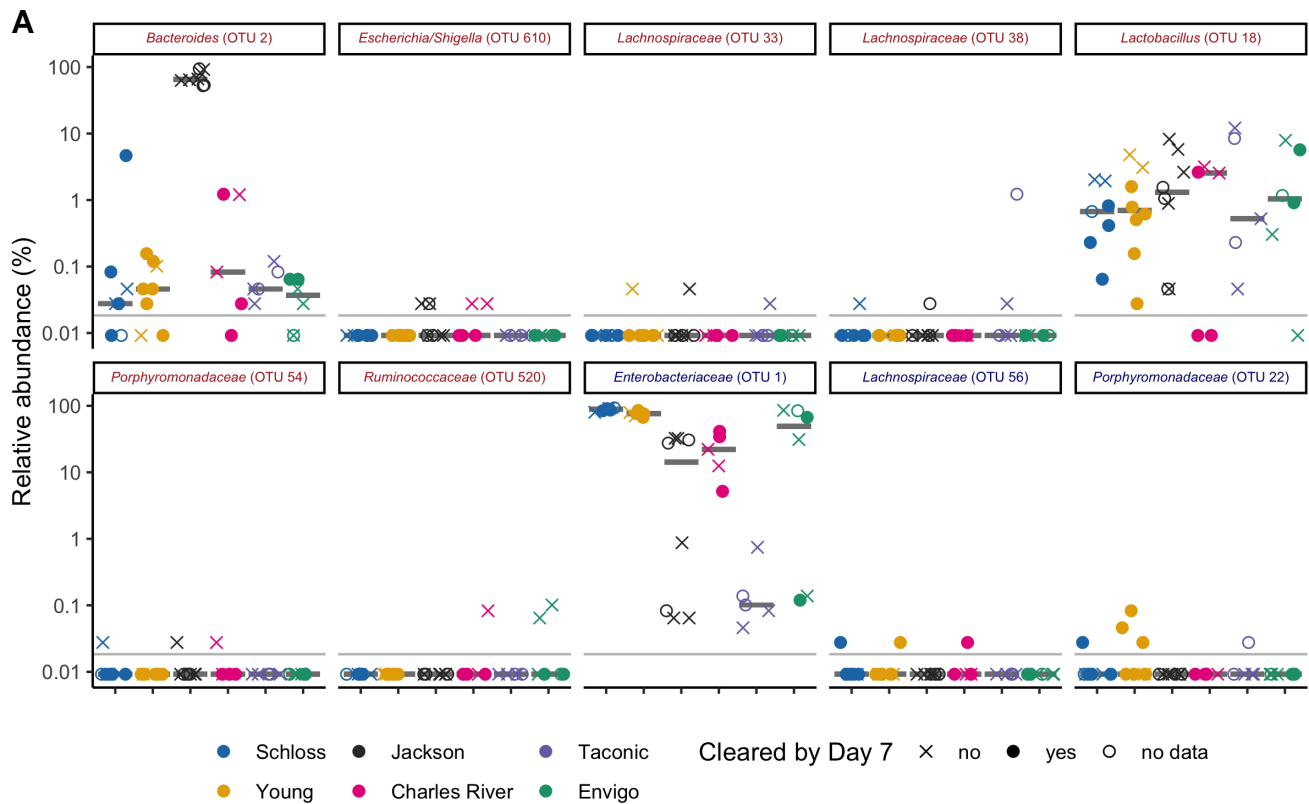 A
Bacteroides (OTU 2) Escherichia/Shigella (OTU 610) Lachnospiraceae (OTU 33) Lachnospiraceae (OTU 38) Lactobacillus (OTU 18)
100
10
1
0.1
0.01
Relative abundance (%)
Porphyromonadaceae (OTU 54) Ruminococcaceae (OTU 520) Enterobacteriaceae (OTU 1) Lachnospiraceae (OTU 56) Porphyromonadaceae (OTU 22)
100
10
1
0.1
0.01
Schloss Jackson Taconic Cleared by Day 7 no yes no data
Young Charles River Envigo